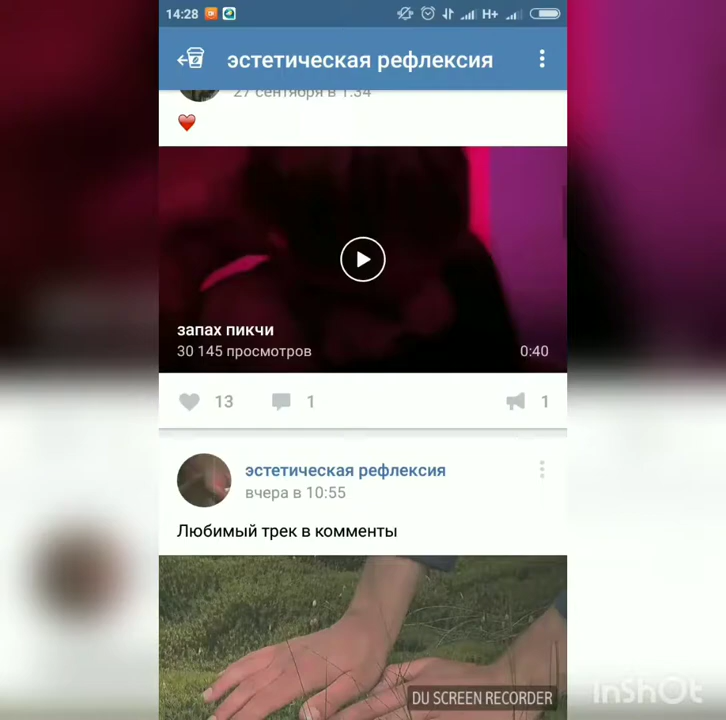 14:28 H+
эстетическая рефлексия
27 сентября в 1:34
запах пикчи
30 145 просмотров
0:40
13
1
1
эстетическая рефлексия
вчера в 10:55
Любимый трек в комменты
DU SCREEN RECORDER
InShOt